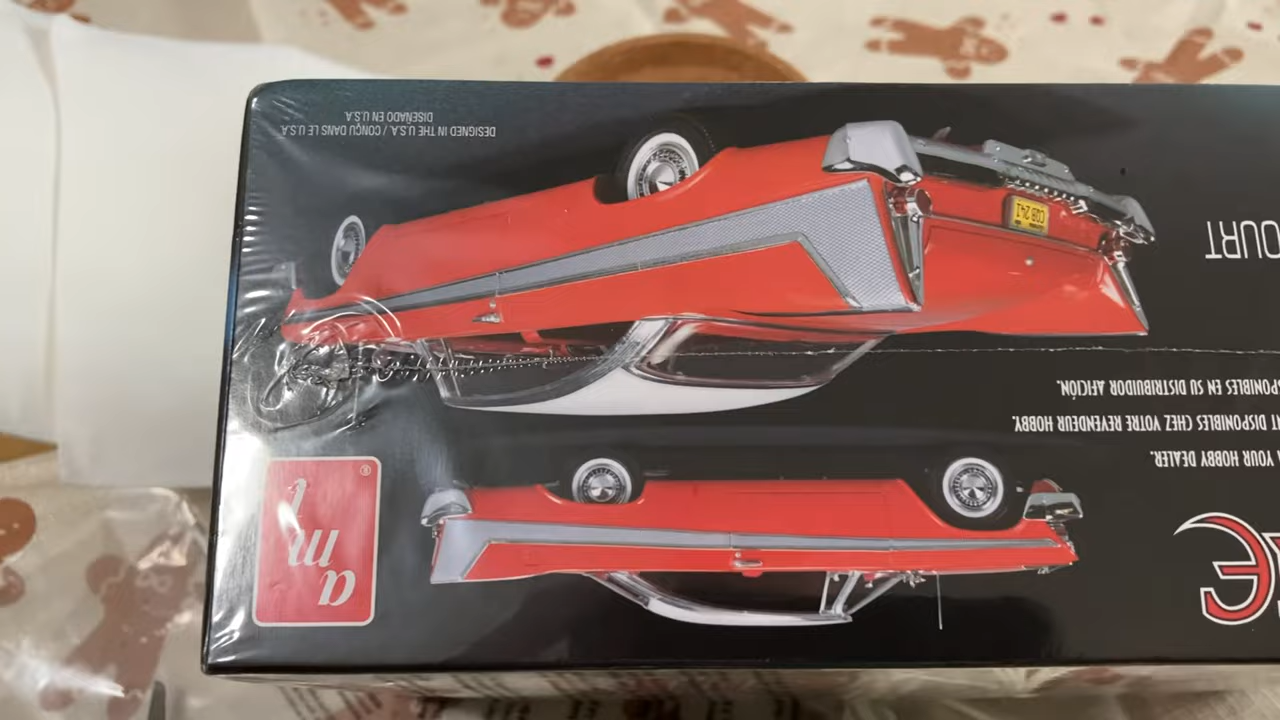 amt
®
YOUR HOBBY DEALER.
DISPONIBLES CHEZ VOTRE REVENDEUR HOBBY.
PONIBLES EN SU DISTRIBUIDOR AFICIÓN.
OURT
DESIGNED IN THE U.S.A. / CONÇU DANS LE U.S.A.
DISEÑADO EN U.S.A.